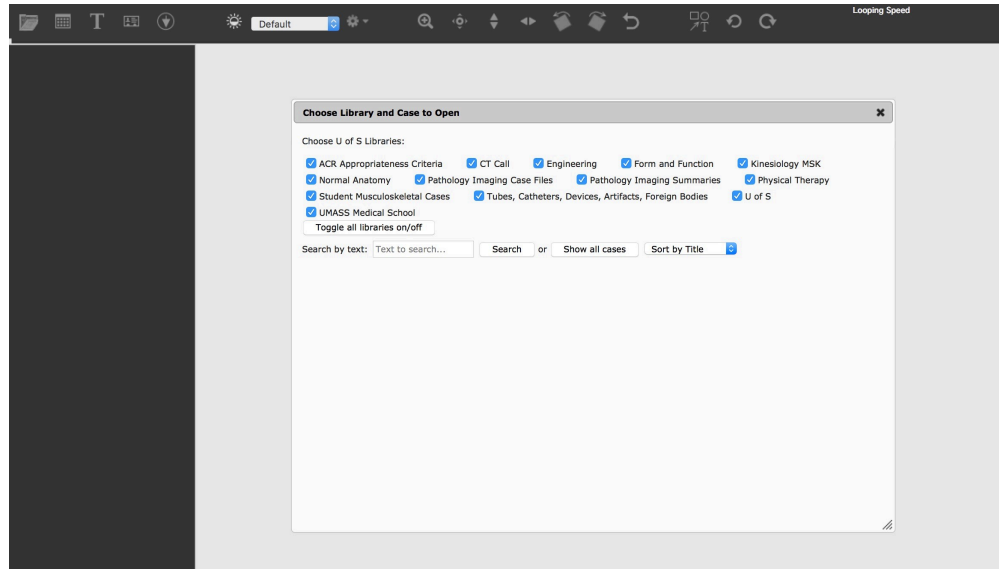 Looping Speed
T Default T
Choose Library and Case to Open
Choose U of S Libraries:
ACR Appropriateness Criteria CT Call Engineering Form and Function Kinesiology MSK
Normal Anatomy Pathology Imaging Case Files Pathology Imaging Summaries Physical Therapy
Student Musculoskeletal Cases Tubes, Catheters, Devices, Artifacts, Foreign Bodies U of S
UMASS Medical School
Toggle all libraries on/off
Search by text: Text to search... Search or Show all cases Sort by Title